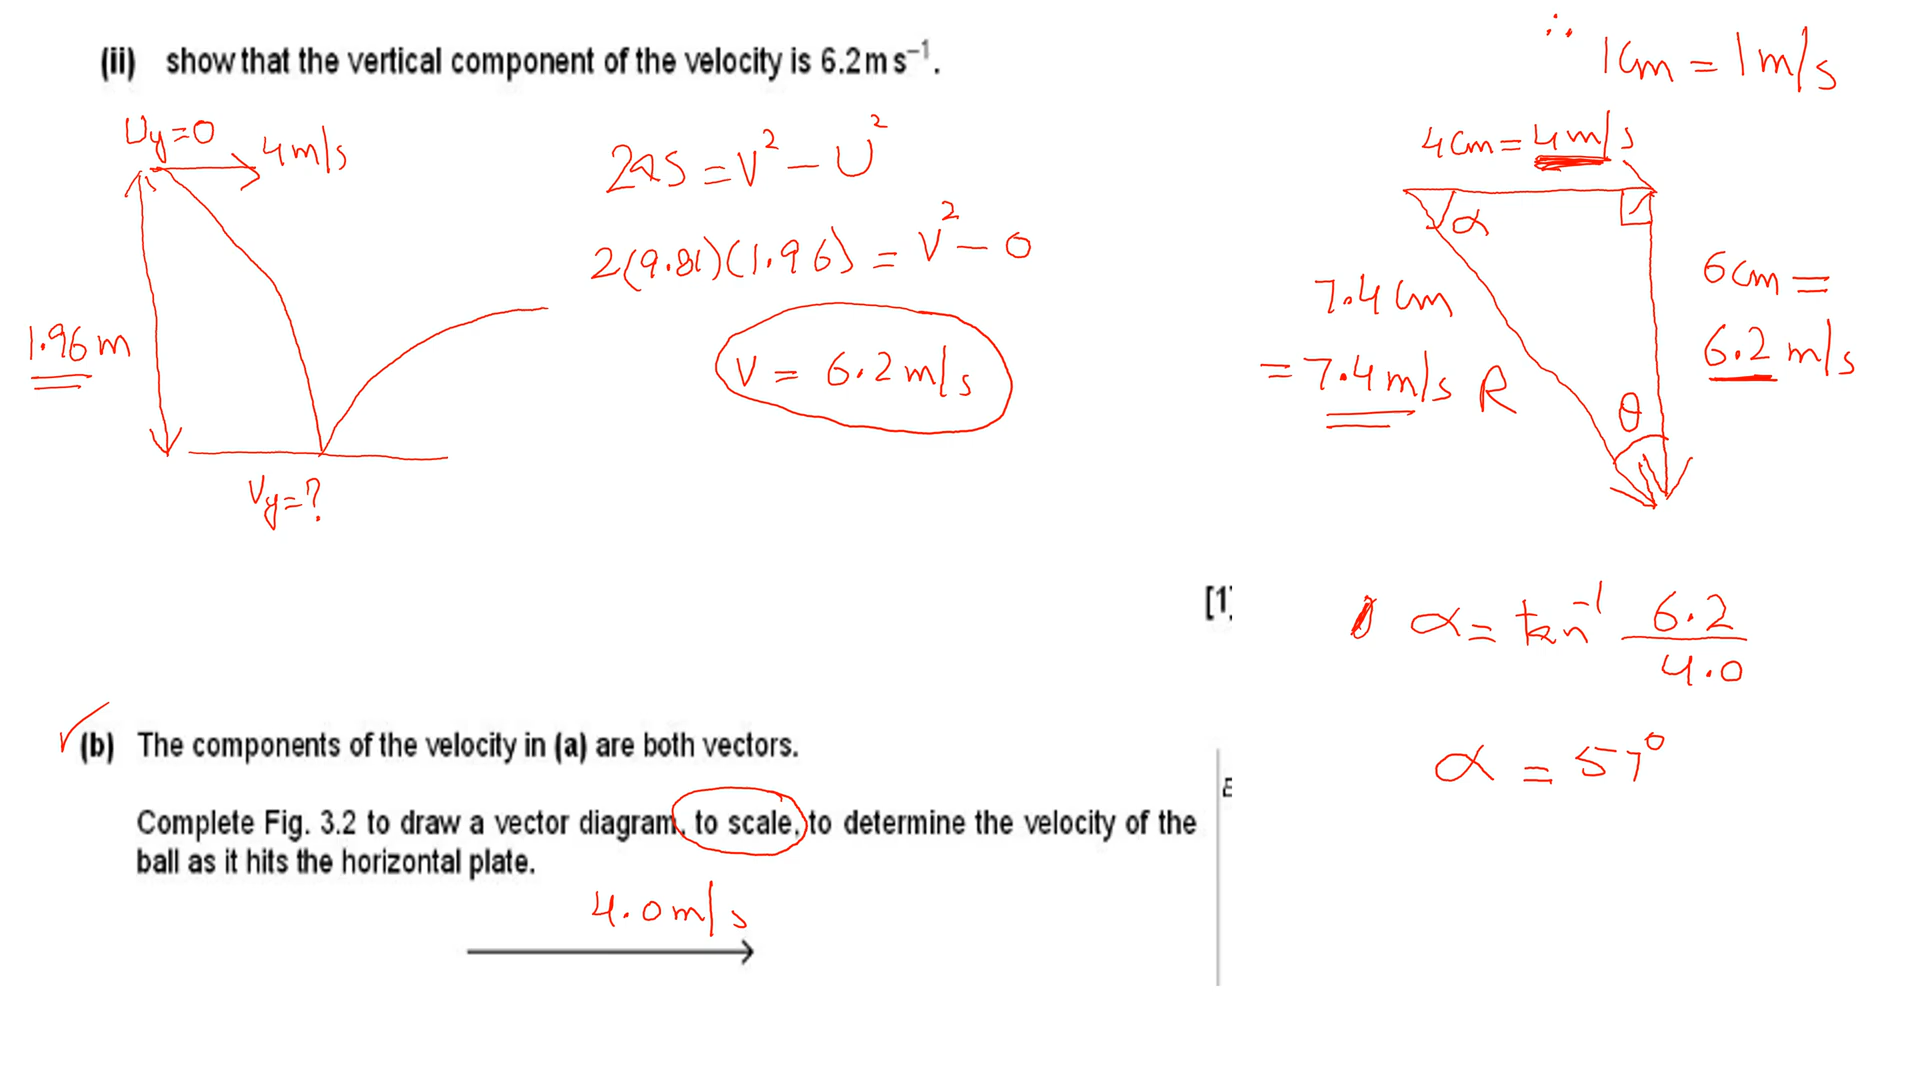 (ii) show that the vertical component of the velocity is 6.2 m s⁻¹.
Uy=0
4m/s
1.96 m
Vy=?
2as = V² – U²
2(9.81)(1.96) = V² – 0
V = 6.2 m/s
∴ 1cm = 1m/s
4cm = 4m/s
α
6cm =
6.2 m/s
7.4 cm
= 7.4 m/s R
θ
[1]
α = tan⁻¹ 6.2
4.0
α = 57°
(b) The components of the velocity in (a) are both vectors.
Complete Fig. 3.2 to draw a vector diagram, to scale, to determine the velocity of the
ball as it hits the horizontal plate.
4.0 m/s